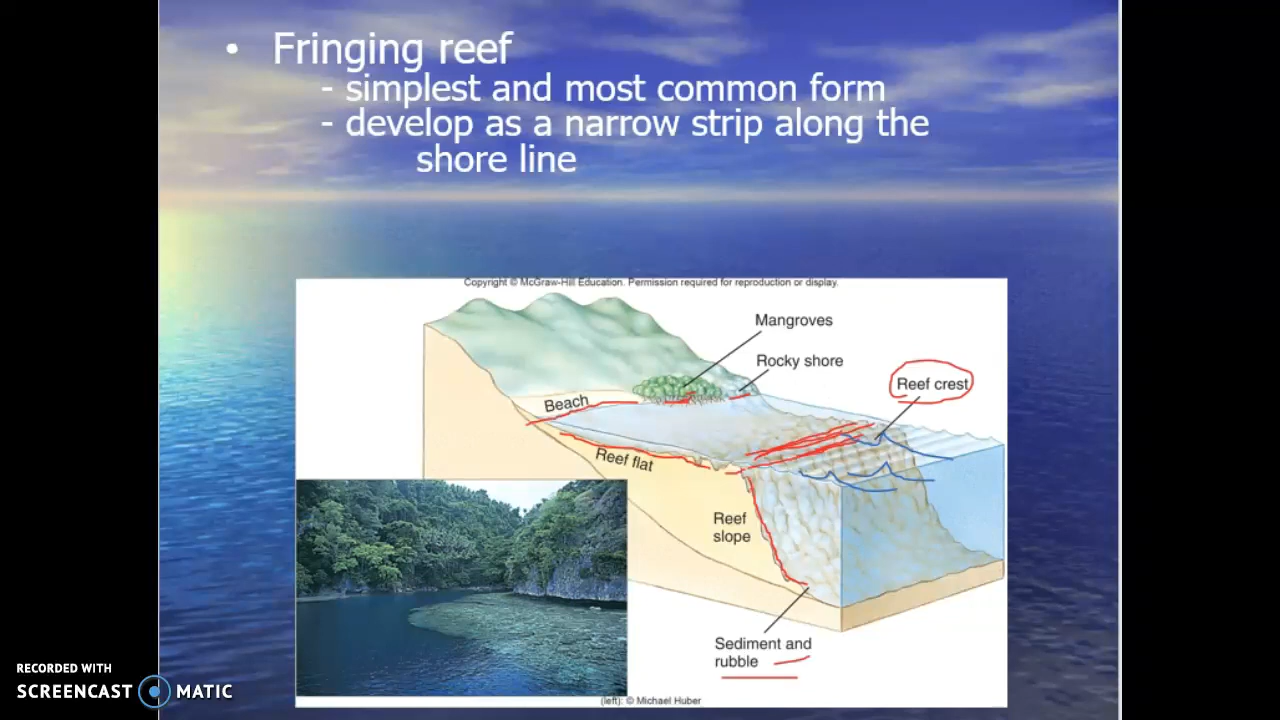 • Fringing reef
- simplest and most common form
- develop as a narrow strip along the
shore line
Copyright © McGraw-Hill Education. Permission required for reproduction or display.
Mangroves
Rocky shore
Reef crest
Beach
Reef flat
Reef
slope
Sediment and
rubble
(left): © Michael Huber
RECORDED WITH
SCREENCAST MATIC